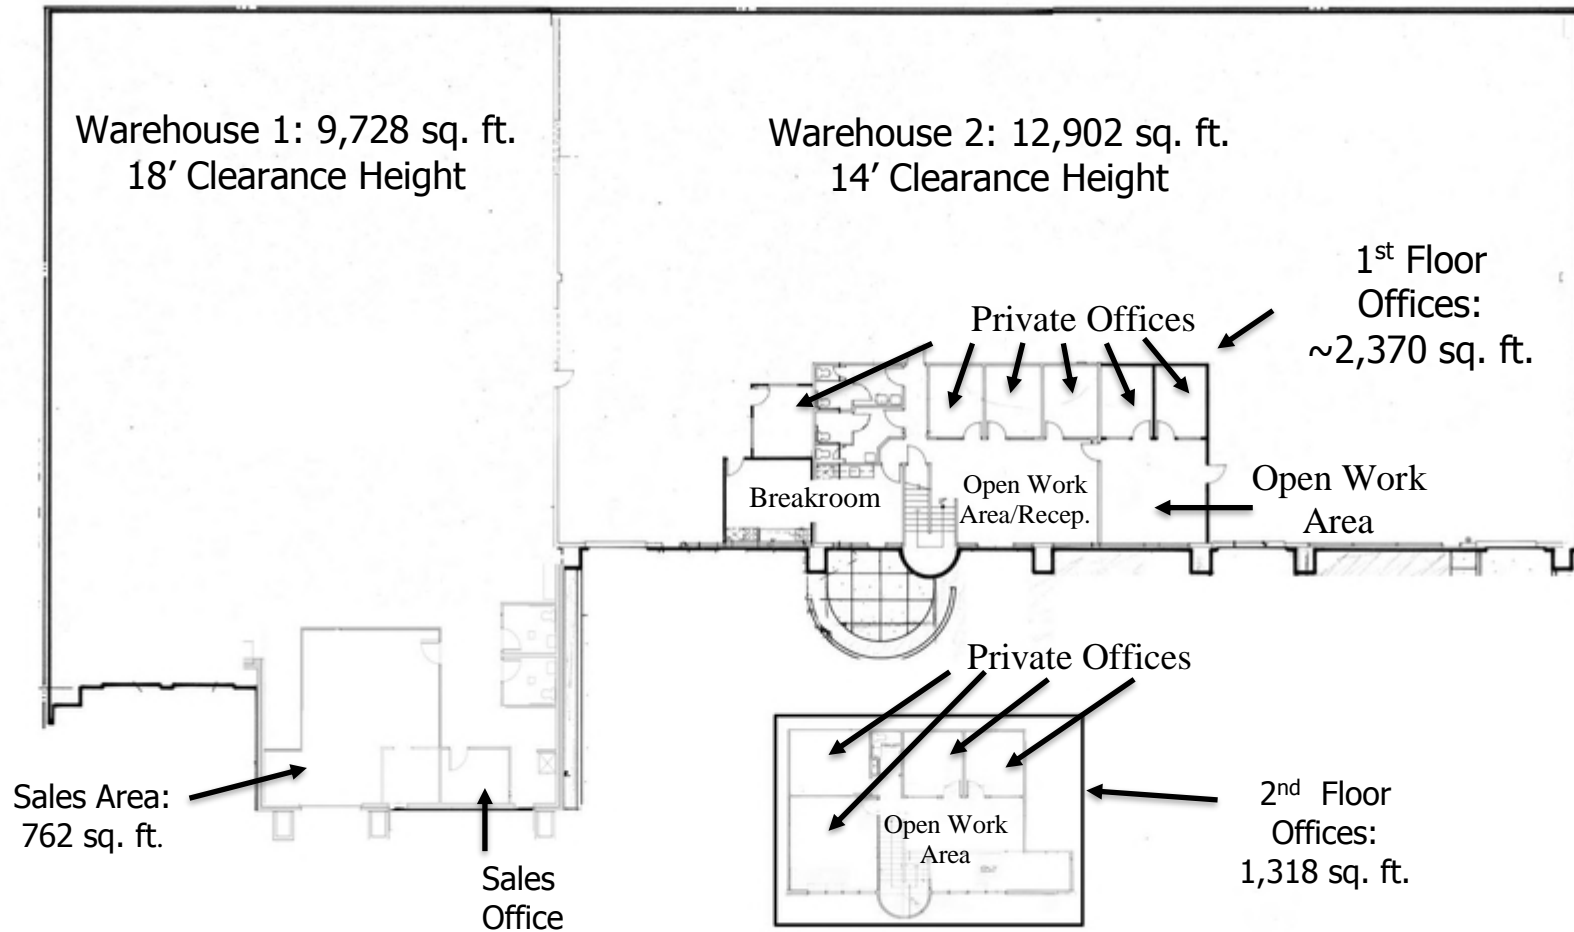 Warehouse 1: 9,728 sq. ft.
18’ Clearance Height
Warehouse 2: 12,902 sq. ft.
14’ Clearance Height
1st Floor
Offices:
~2,370 sq. ft.
Private Offices
Breakroom
Open Work
Area/Recep.
Open Work
Area
Private Offices
Sales Area:
762 sq. ft.
Sales
Office
Open Work
Area
2nd Floor
Offices:
1,318 sq. ft.